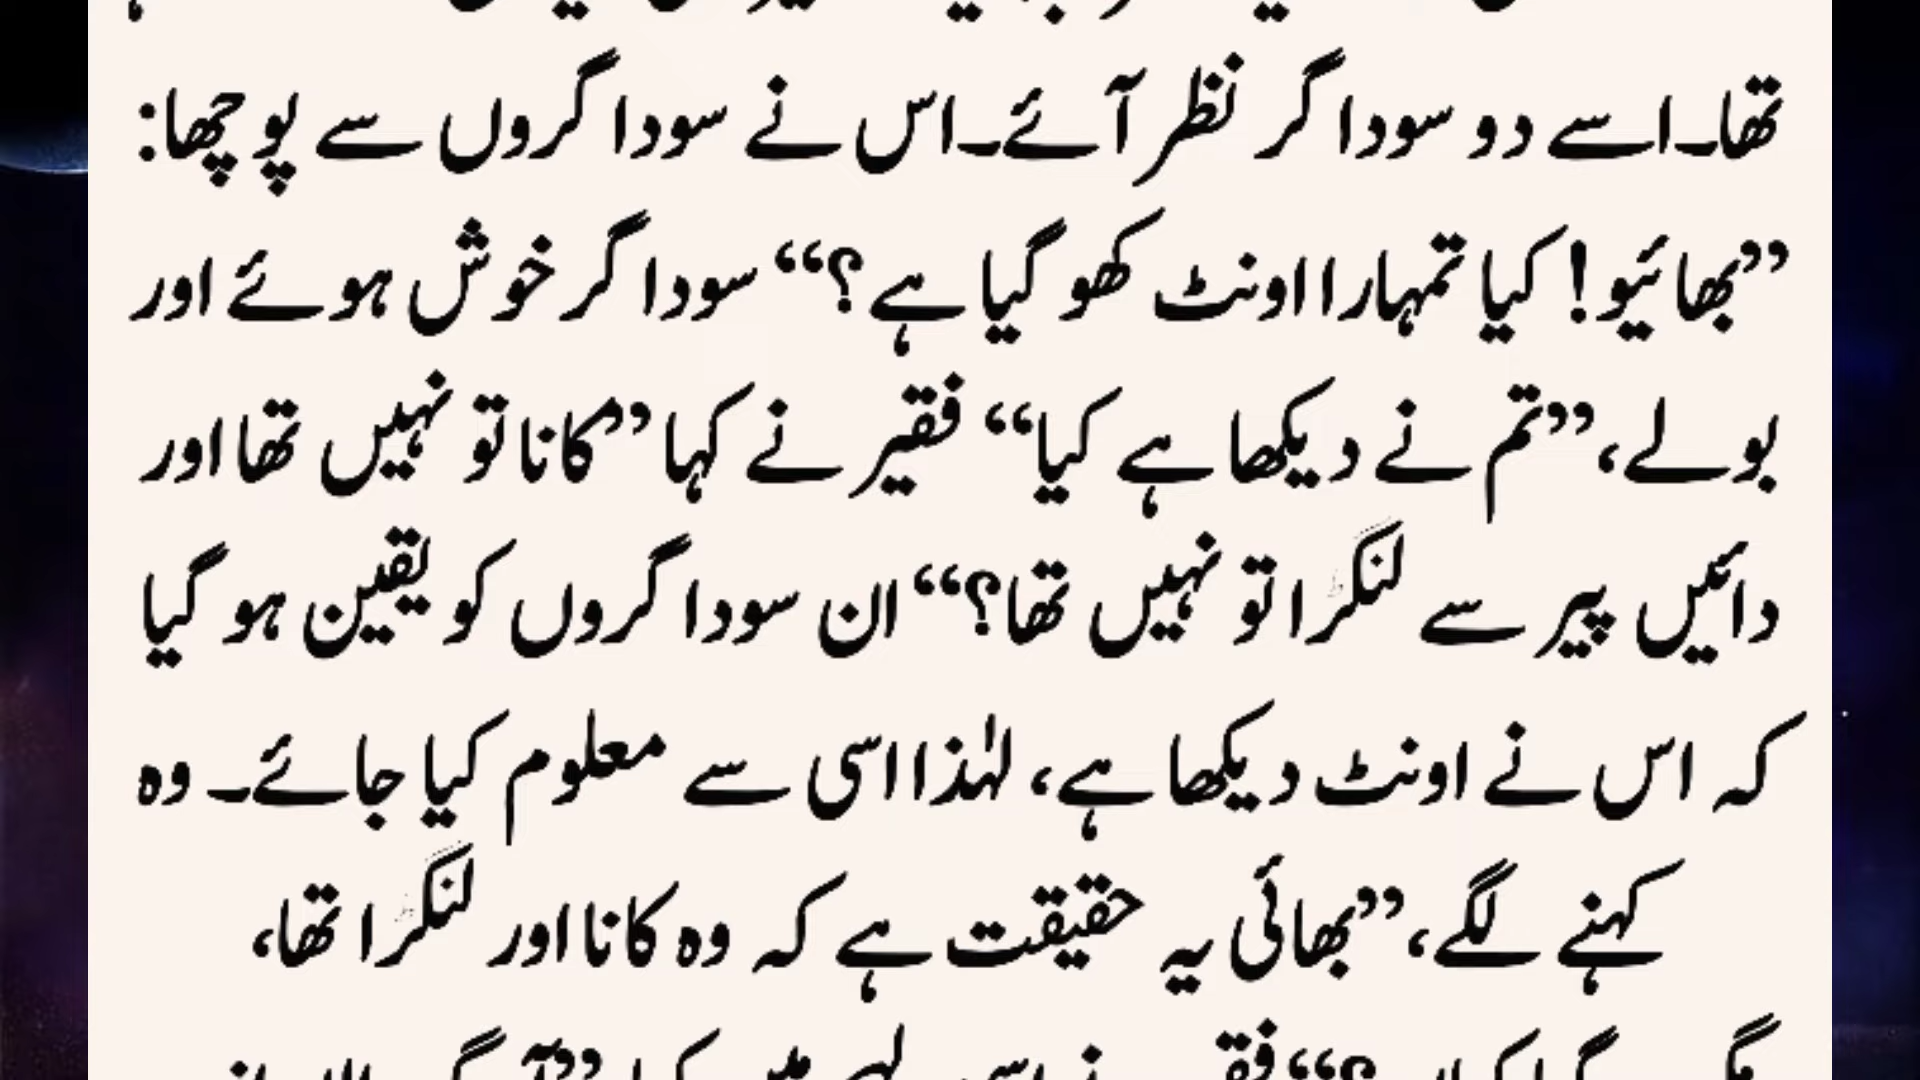 تھا۔اسے دو سوداگر نظر آئے۔اس نے سوداگروں سے پوچھا:
”بھائیو! کیا تمہارا اونٹ کھو گیا ہے؟“ سوداگر خوش ہوئے اور
بولے، ”تم نے دیکھا ہے کیا“ فقیر نے کہا ”کانا تو نہیں تھا اور
دائیں پیر سے لنگڑا تو نہیں تھا؟“ ان سوداگروں کو یقین ہو گیا
کہ اس نے اونٹ دیکھا ہے، لہٰذا اسی سے معلوم کیا جائے۔ وہ
کہنے لگے، ”بھائی یہ حقیقت ہے کہ وہ کانا اور لنگڑا تھا،